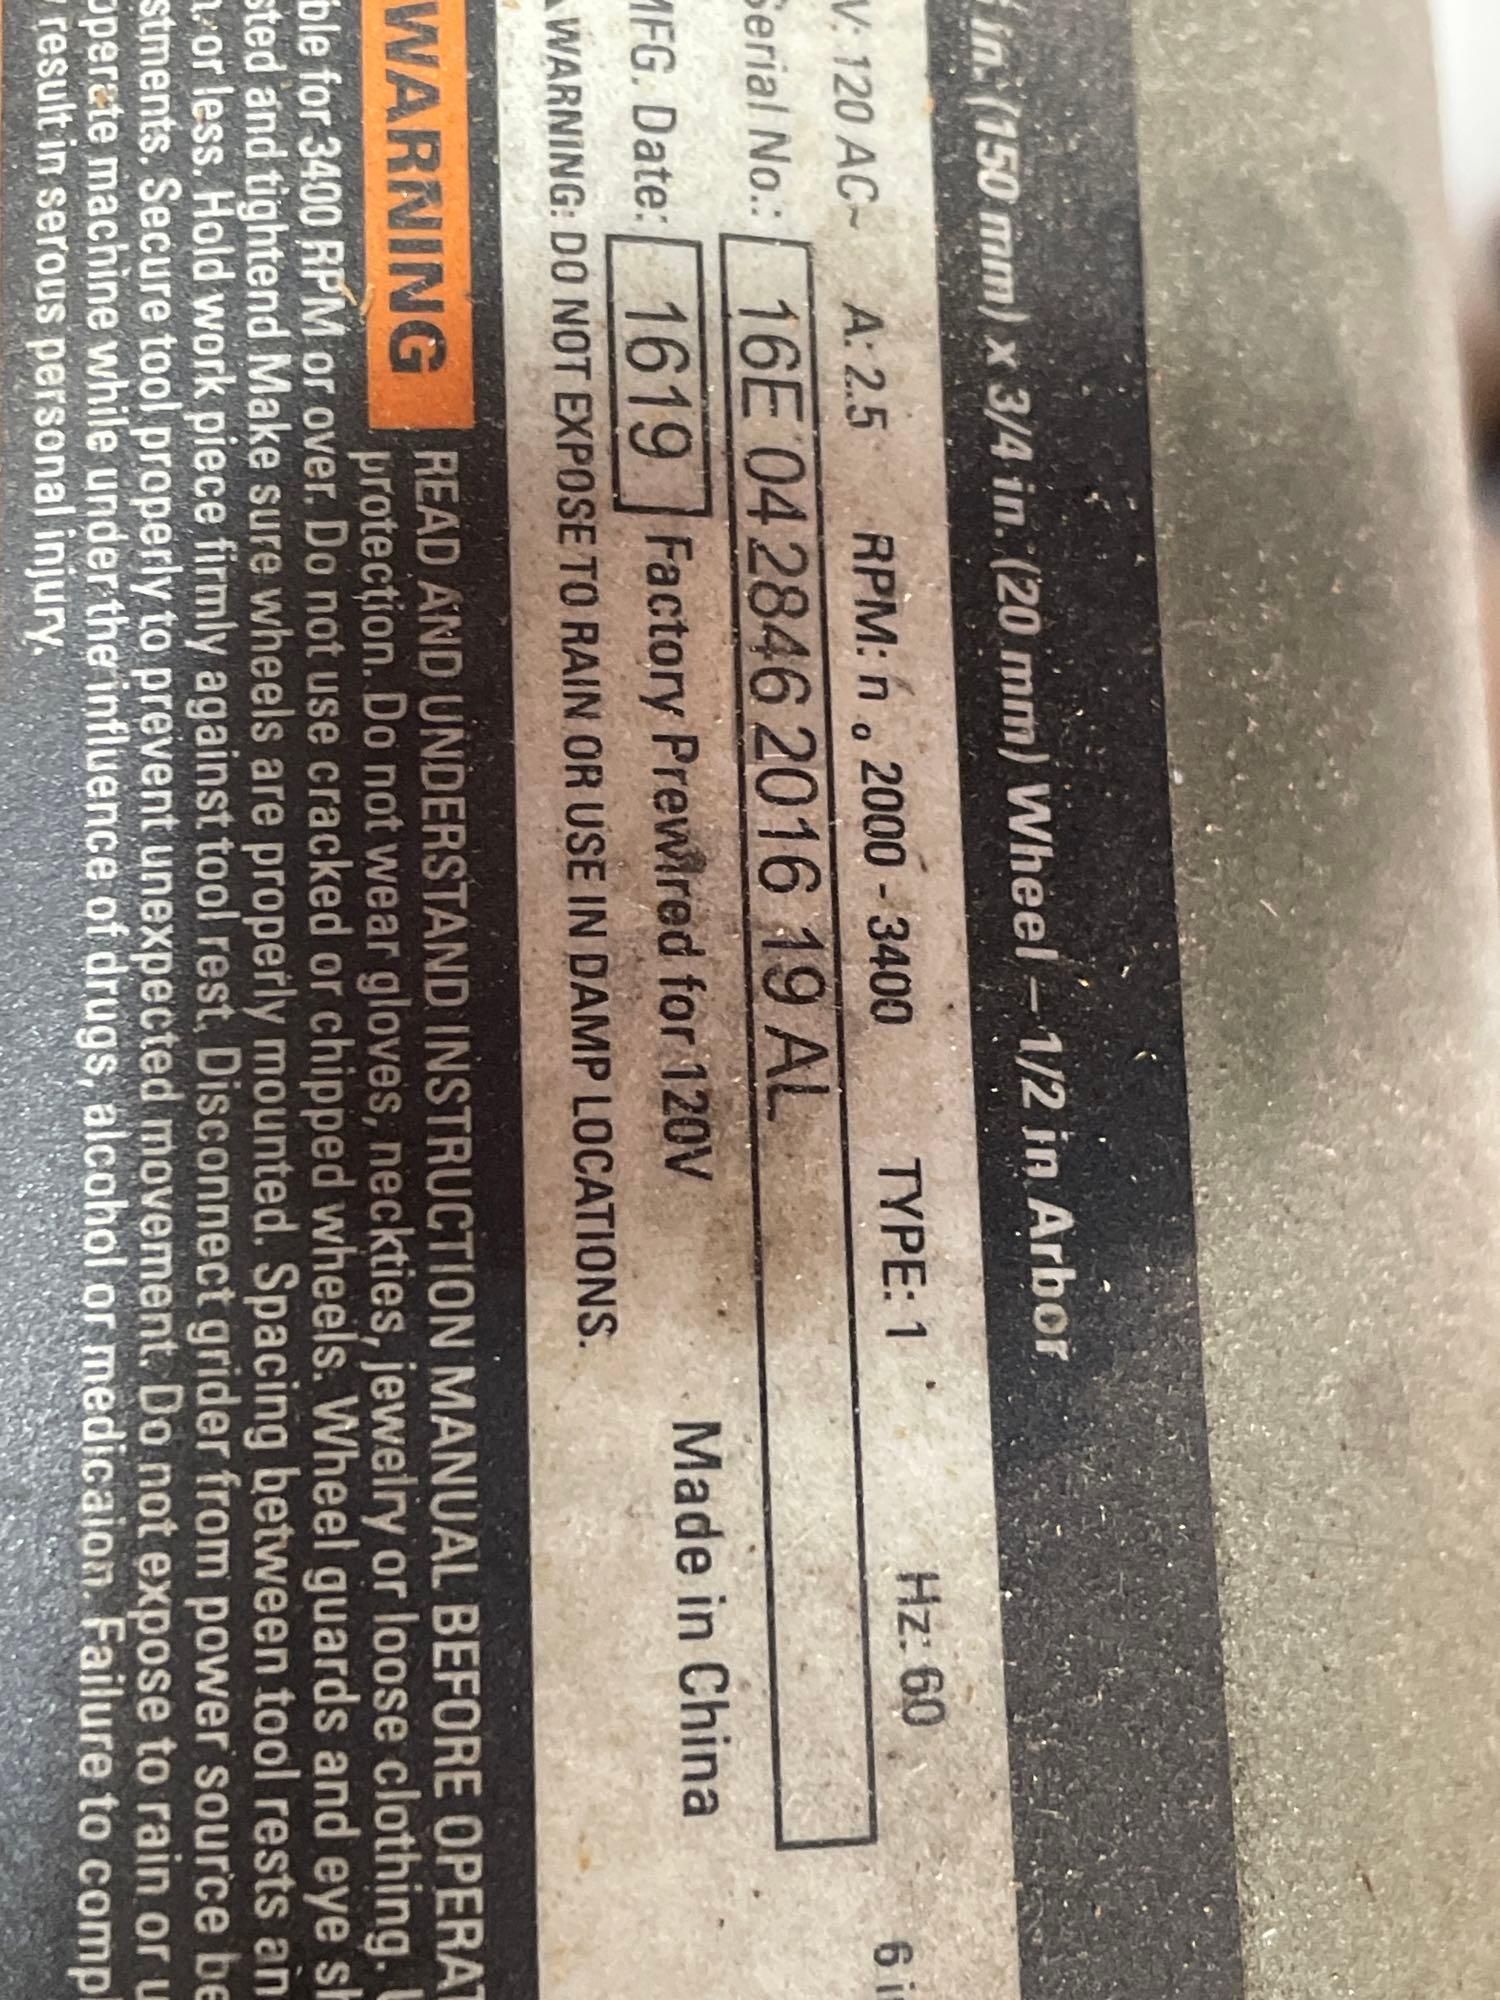 in. (150 mm) x 3/4 in. (20 mm) Wheel – 1/2 in Arbor
V: 120 AC~ A: 2.5 RPM: n o 2000 - 3400 TYPE: 1 Hz: 60 6
Serial No.: 16E 04 2846 2016 19 AL
MFG. Date: 1619 Factory Prewired for 120V Made in China
WARNING: DO NOT EXPOSE TO RAIN OR USE IN DAMP LOCATIONS.
WARNING READ AND UNDERSTAND INSTRUCTION MANUAL BEFORE OPERAT
protection. Do not wear gloves, neckties, jewelry or loose clothing.
ble for 3400 RPM or over. Do not use cracked or chipped wheels. Wheel guards and eye sh
sted and tightend Make sure wheels are properly mounted. Spacing between tool rests an
or less. Hold work piece firmly against tool rest. Disconnect grider from power source be
stments. Secure tool properly to prevent unexpected movement. Do not expose to rain or u
operate machine while under the influence of drugs, alcohol or medicaion. Failure to comp
result in serous personal injury.